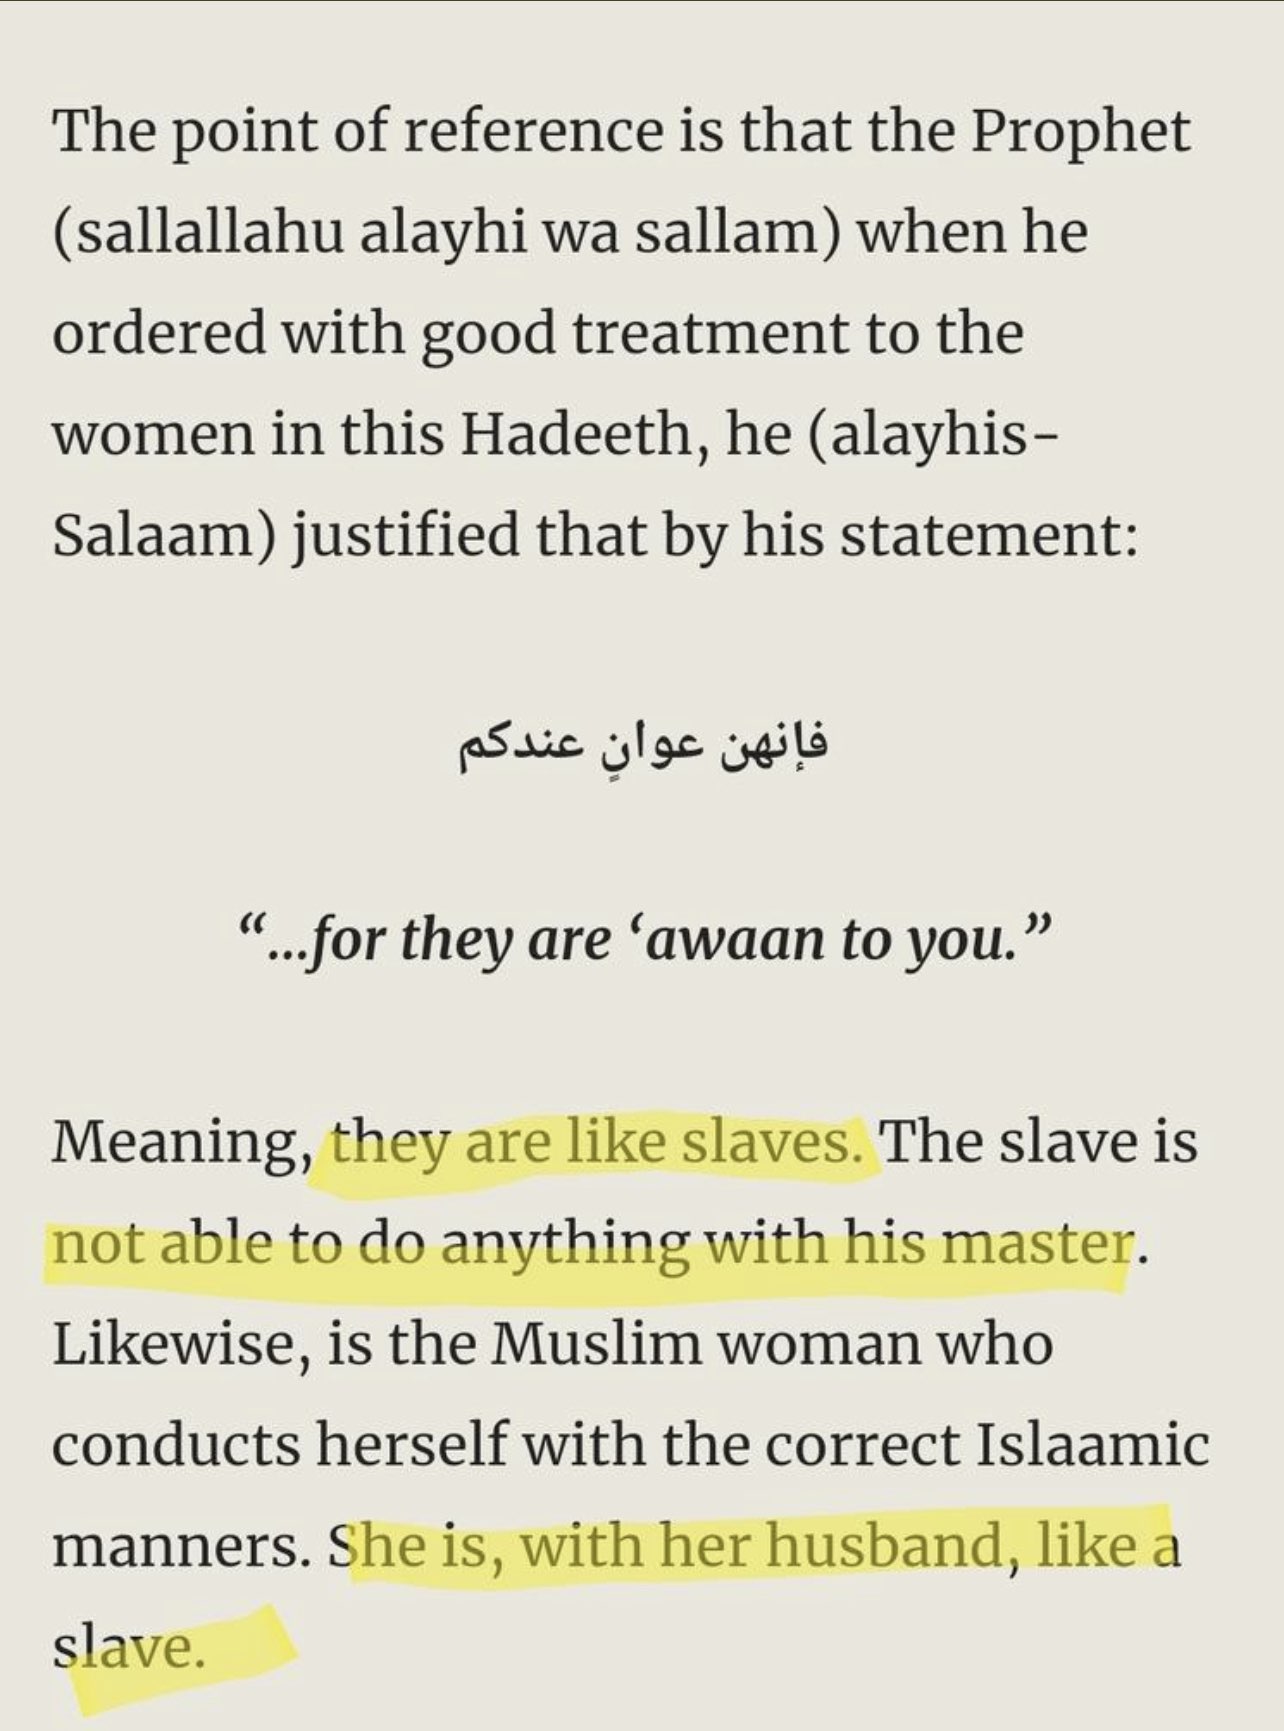 The point of reference is that the Prophet
(sallallahu alayhi wa sallam) when he
ordered with good treatment to the
women in this Hadeeth, he (alayhis-
Salaam) justified that by his statement:
فإنهن عوانٍ عندكم
“…for they are ‘awaan to you.”
Meaning, they are like slaves. The slave is
not able to do anything with his master.
Likewise, is the Muslim woman who
conducts herself with the correct Islaamic
manners. She is, with her husband, like a
slave.